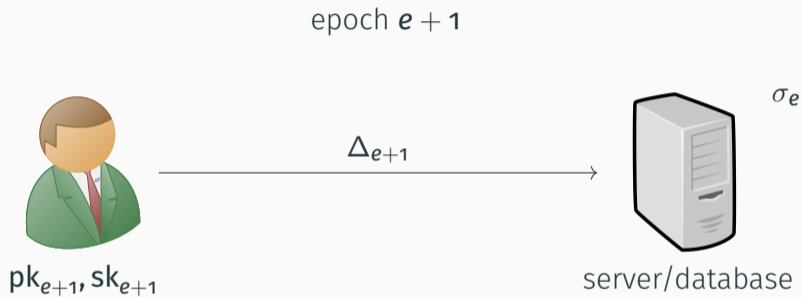 epoch e + 1
σₑ
Δₑ₊₁
pkₑ₊₁, skₑ₊₁
server/database